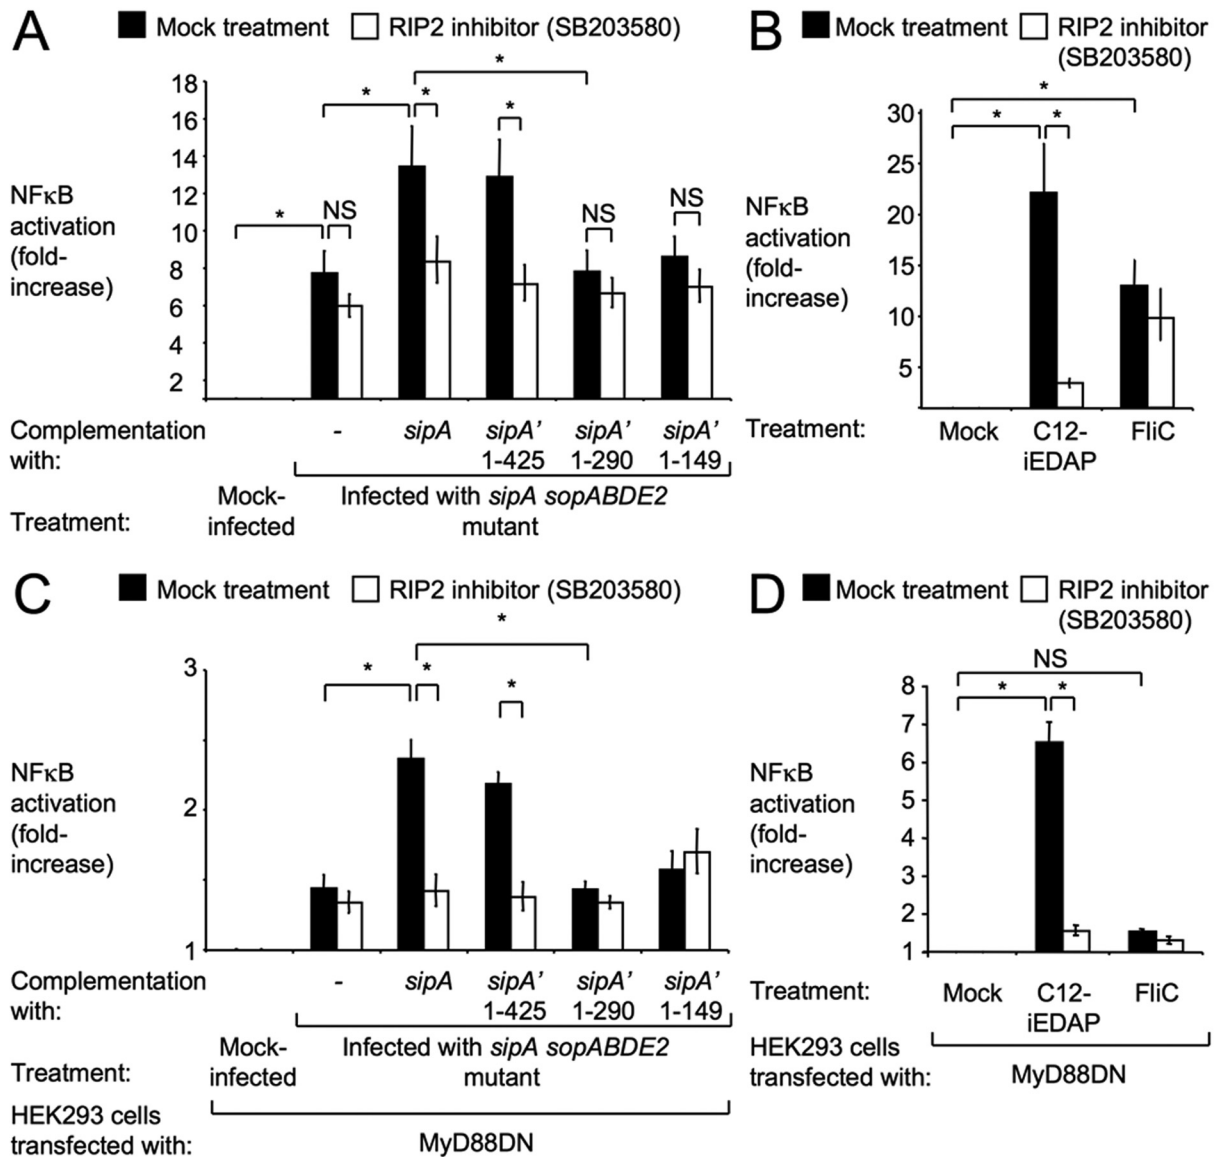 A
Mock treatment
RIP2 inhibitor (SB203580)
*
18
16
14
12
10
8
6
4
2
NFκB
activation
(fold-
increase)
*
*
*
*
NS
NS
NS
Complementation
with:
-
sipA
sipA’
1-425
sipA’
1-290
sipA’
1-149
Treatment:
Mock-
infected
Infected with sipA sopABDE2
mutant
B
Mock treatment
RIP2 inhibitor
(SB203580)
*
*
*
30
25
20
15
10
5
NFκB
activation
(fold-
increase)
Treatment:
Mock
C12-
iEDAP
FliC
C
Mock treatment
RIP2 inhibitor (SB203580)
*
*
*
*
3
2
1
NFκB
activation
(fold-
increase)
Complementation
with:
-
sipA
sipA’
1-425
sipA’
1-290
sipA’
1-149
Treatment:
Mock-
infected
Infected with sipA sopABDE2
mutant
HEK293 cells
transfected with:
MyD88DN
D
Mock treatment
RIP2 inhibitor
(SB203580)
NS
*
*
8
7
6
5
4
3
2
1
NFκB
activation
(fold-
increase)
Treatment:
Mock
C12-
iEDAP
FliC
HEK293 cells
transfected with:
MyD88DN